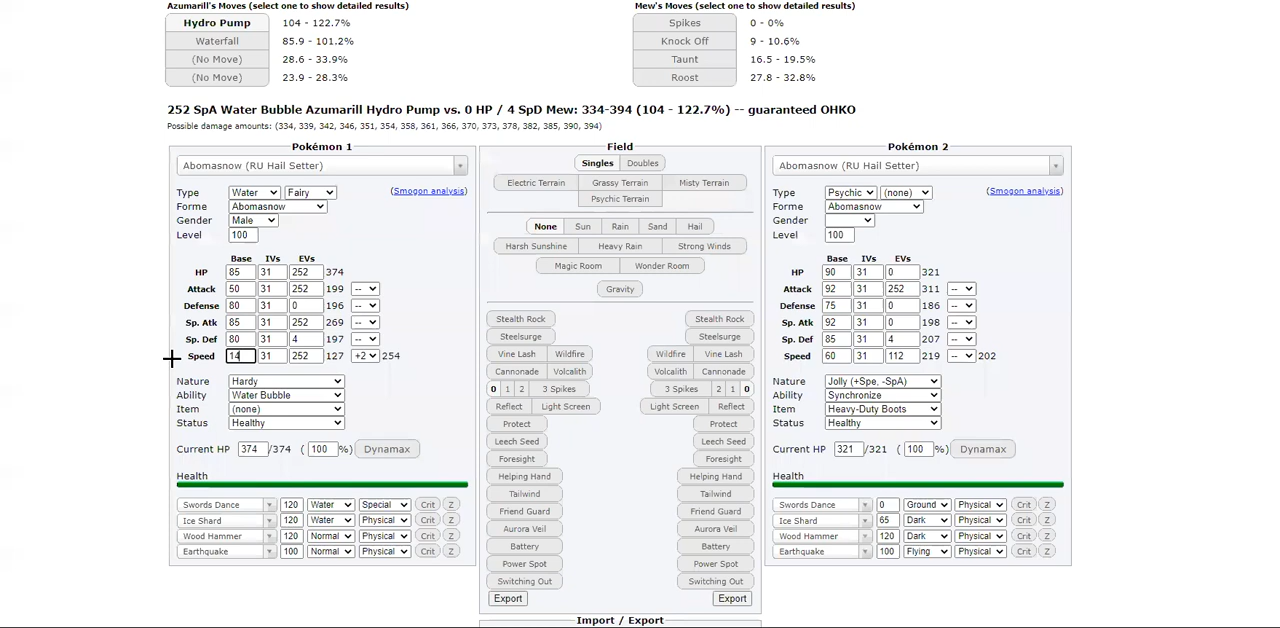 Azumarill's Moves (select one to show detailed results)
Mew's Moves (select one to show detailed results)
Hydro Pump 104 - 122.7%
Waterfall 85.9 - 101.2%
(No Move) 28.6 - 33.9%
(No Move) 23.9 - 28.3%
Spikes 0 - 0%
Knock Off 9 - 10.6%
Taunt 16.5 - 19.5%
Roost 27.8 - 32.8%
252 SpA Water Bubble Azumarill Hydro Pump vs. 0 HP / 4 SpD Mew: 334-394 (104 - 122.7%) -- guaranteed OHKO
Possible damage amounts: (334, 339, 342, 346, 351, 354, 358, 361, 366, 370, 373, 378, 382, 385, 390, 394)
Pokémon 1
Abomasnow (RU Hail Setter)
Type Water Fairy (Smogon analysis)
Forme Abomasnow
Gender Male
Level 100
Base IVs EVs
HP 85 31 252 374
Attack 50 31 252 199 --
Defense 80 31 0 196 --
Sp. Atk 85 31 252 269 --
Sp. Def 80 31 4 197 --
Speed 14 31 252 127 +2 254
Nature Hardy
Ability Water Bubble
Item (none)
Status Healthy
Current HP 374 /374 ( 100 %) Dynamax
Health
Swords Dance 120 Water Special Crit Z
Ice Shard 120 Water Physical Crit Z
Wood Hammer 120 Normal Physical Crit Z
Earthquake 100 Normal Physical Crit Z
Field
Singles Doubles
Electric Terrain Grassy Terrain Misty Terrain
Psychic Terrain
None Sun Rain Sand Hail
Harsh Sunshine Heavy Rain Strong Winds
Magic Room Wonder Room
Gravity
Stealth Rock Stealth Rock
Steelsurge Steelsurge
Vine Lash Wildfire Wildfire Vine Lash
Cannonade Volcalith Volcalith Cannonade
0 1 2 3 Spikes 3 Spikes 2 1 0
Reflect Light Screen Light Screen Reflect
Protect Protect
Leech Seed Leech Seed
Foresight Foresight
Helping Hand Helping Hand
Tailwind Tailwind
Friend Guard Friend Guard
Aurora Veil Aurora Veil
Battery Battery
Power Spot Power Spot
Switching Out Switching Out
Export Export
Import / Export
Pokémon 2
Abomasnow (RU Hail Setter)
Type Psychic (none) (Smogon analysis)
Forme Abomasnow
Gender
Level 100
Base IVs EVs
HP 90 31 0 321
Attack 92 31 252 311 --
Defense 75 31 0 186 --
Sp. Atk 92 31 0 198 --
Sp. Def 85 31 4 207 --
Speed 60 31 112 219 -- 202
Nature Jolly (+Spe, -SpA)
Ability Synchronize
Item Heavy-Duty Boots
Status Healthy
Current HP 321 /321 ( 100 %) Dynamax
Health
Swords Dance 0 Ground Physical Crit Z
Ice Shard 65 Dark Physical Crit Z
Wood Hammer 120 Dark Physical Crit Z
Earthquake 100 Flying Physical Crit Z